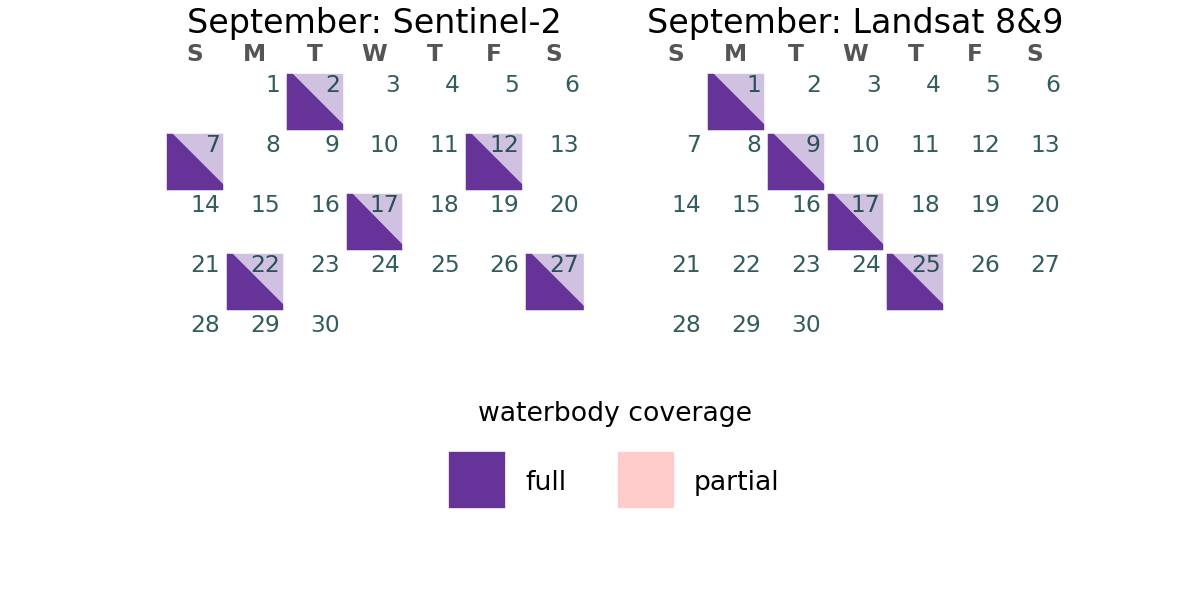 September: Sentinel-2
S M T W T F S
1 2 3 4 5 6
7 8 9 10 11 12 13
14 15 16 17 18 19 20
21 22 23 24 25 26 27
28 29 30
September: Landsat 8&9
S M T W T F S
1 2 3 4 5 6
7 8 9 10 11 12 13
14 15 16 17 18 19 20
21 22 23 24 25 26 27
28 29 30
waterbody coverage
full partial